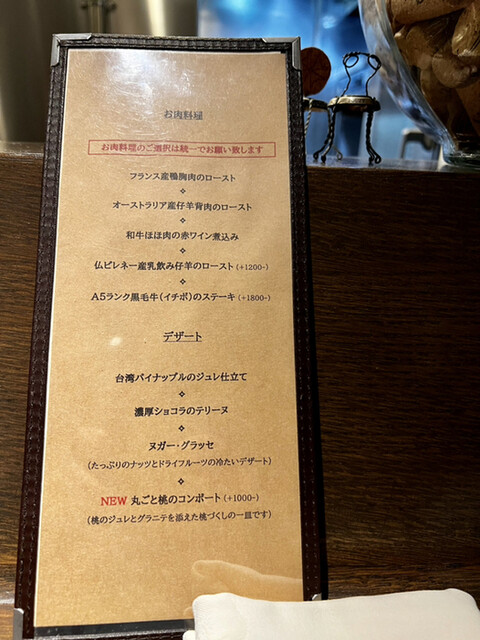 お肉料理
お肉料理のご選択は統一でお願い致します
フランス産鴨胸肉のロースト
オーストラリア産仔羊背肉のロースト
和牛ほほ肉の赤ワイン煮込み
仏ピレネー産乳飲み仔羊のロースト (+1200-)
A5ランク黒毛牛(イチボ)のステーキ (+1800-)
デザート
台湾パイナップルのジュレ仕立て
濃厚ショコラのテリーヌ
ヌガー・グラッセ
(たっぷりのナッツとドライフルーツの冷たいデザート)
NEW 丸ごと桃のコンポート (+1000-)
(桃のジュレとグラニテを添えた桃づくしの一皿です)